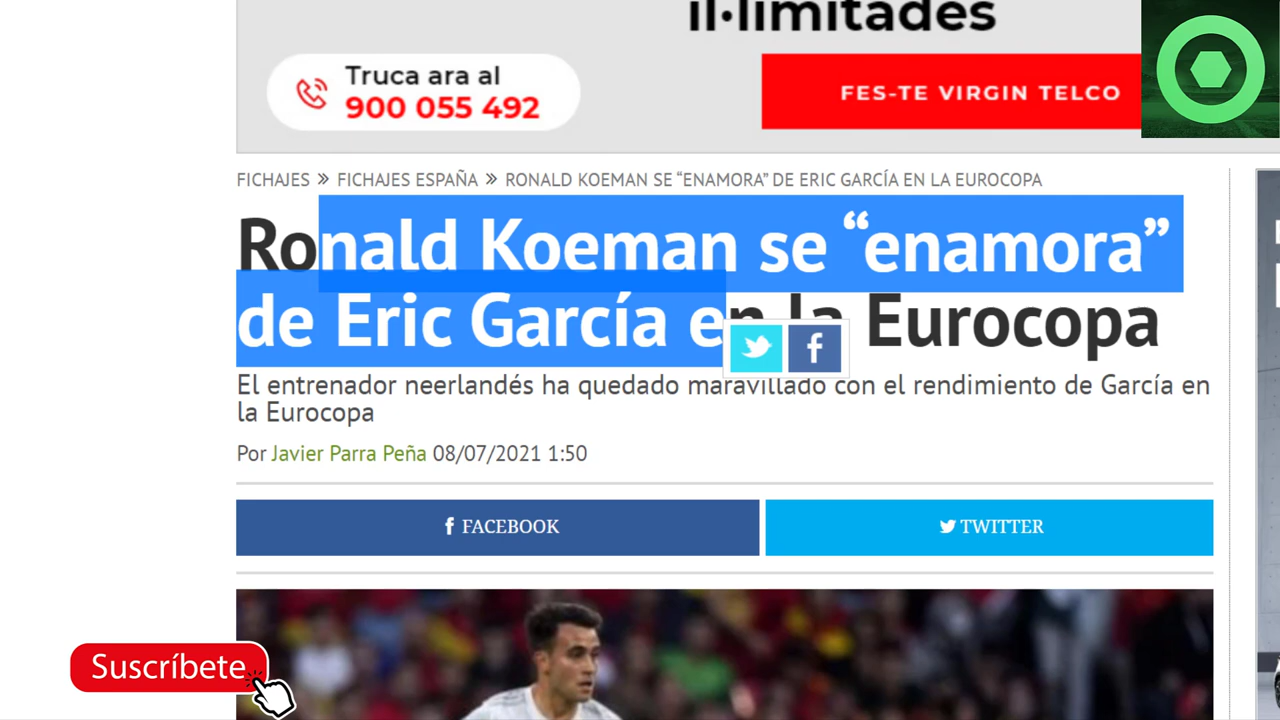 il·limitades
Truca ara al
900 055 492
FES-TE VIRGIN TELCO
FICHAJES » FICHAJES ESPAÑA » RONALD KOEMAN SE “ENAMORA” DE ERIC GARCÍA EN LA EUROCOPA
Ronald Koeman se “enamora”
de Eric García en la Eurocopa
El entrenador neerlandés ha quedado maravillado con el rendimiento de García en
la Eurocopa
Por Javier Parra Peña 08/07/2021 1:50
FACEBOOK
TWITTER
Suscríbete